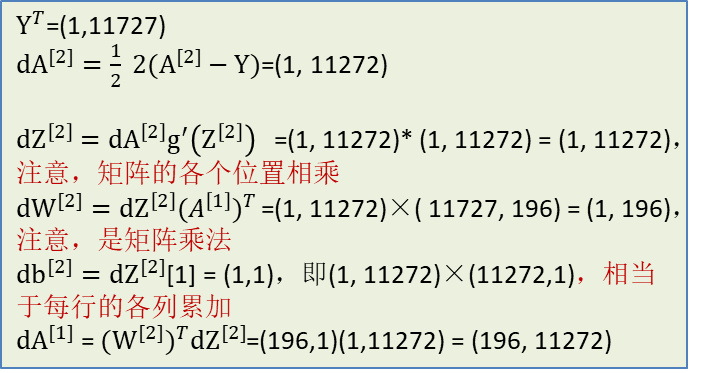 Yᵀ=(1,11727)
dA^[2] = 1/2 2(A^[2] − Y)=(1, 11272)
dZ^[2] = dA^[2]g′(Z^[2]) =(1, 11272)* (1, 11272) = (1, 11272),
注意，矩阵的各个位置相乘
dW^[2] = dZ^[2](A^[1])^T =(1, 11272)×( 11727, 196) = (1, 196),
注意，是矩阵乘法
db^[2] = dZ^[2][1] = (1,1)，即(1, 11272)×(11272,1)，相当
于每行的各列累加
dA^[1] = (W^[2])^T dZ^[2]=(196,1)(1,11272) = (196, 11272)